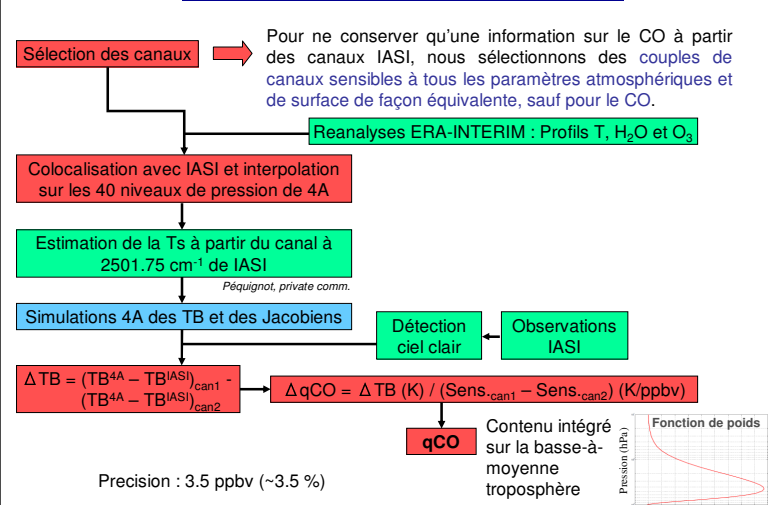 Sélection des canaux
Pour ne conserver qu'une information sur le CO à partir
des canaux IASI, nous sélectionnons des couples de
canaux sensibles à tous les paramètres atmosphériques et
de surface de façon équivalente, sauf pour le CO.
Reanalyses ERA-INTERIM : Profils T, H₂O et O₃
Colocalisation avec IASI et interpolation
sur les 40 niveaux de pression de 4A
Estimation de la Ts à partir du canal à
2501.75 cm⁻¹ de IASI
Péquignot, private comm.
Simulations 4A des TB et des Jacobiens
Détection
ciel clair
Observations
IASI
Δ TB = (TB⁴ᴬ – TBᴵᴬˢᴵ)can1 -
(TB⁴ᴬ – TBᴵᴬˢᴵ)can2
Δ qCO = Δ TB (K) / (Sens.can1 – Sens.can2) (K/ppbv)
qCO
Contenu intégré
sur la basse-à-
moyenne
troposphère
Fonction de poids
Pression (hPa)
Precision : 3.5 ppbv (~3.5 %)